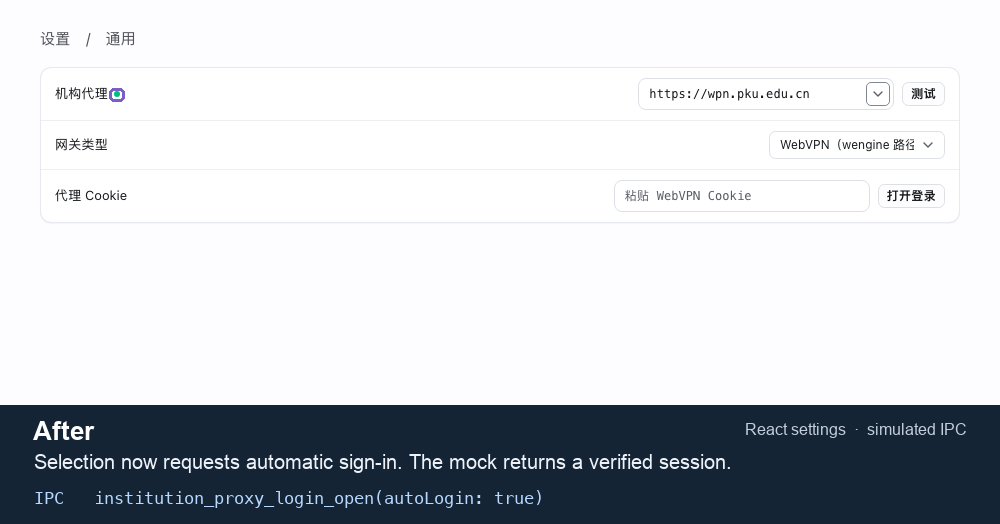 设置 / 通用
机构代理 https://wpn.pku.edu.cn 测试
网关类型 WebVPN（wengine 路径
代理 Cookie 粘贴 WebVPN Cookie 打开登录
After React settings · simulated IPC
Selection now requests automatic sign-in. The mock returns a verified session.
IPC institution_proxy_login_open(autoLogin: true)